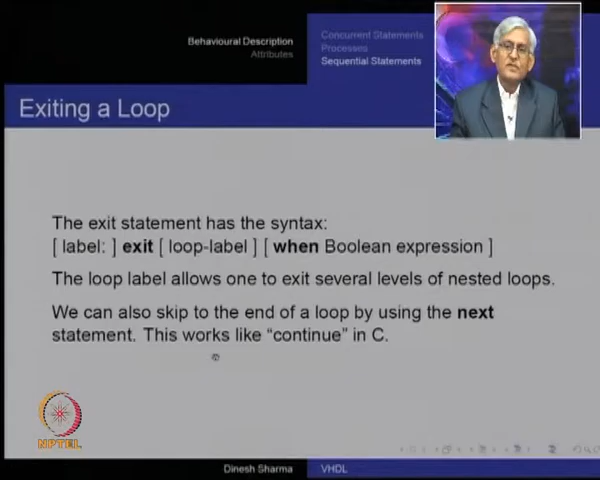 Behavioural Description
Attributes
Concurrent Statements
Processes
Sequential Statements
Exiting a Loop
The exit statement has the syntax:
[ label: ] exit [ loop-label ] [ when Boolean expression ]
The loop label allows one to exit several levels of nested loops.
We can also skip to the end of a loop by using the next
statement. This works like “continue” in C.
NPTEL
Dinesh Sharma
VHDL